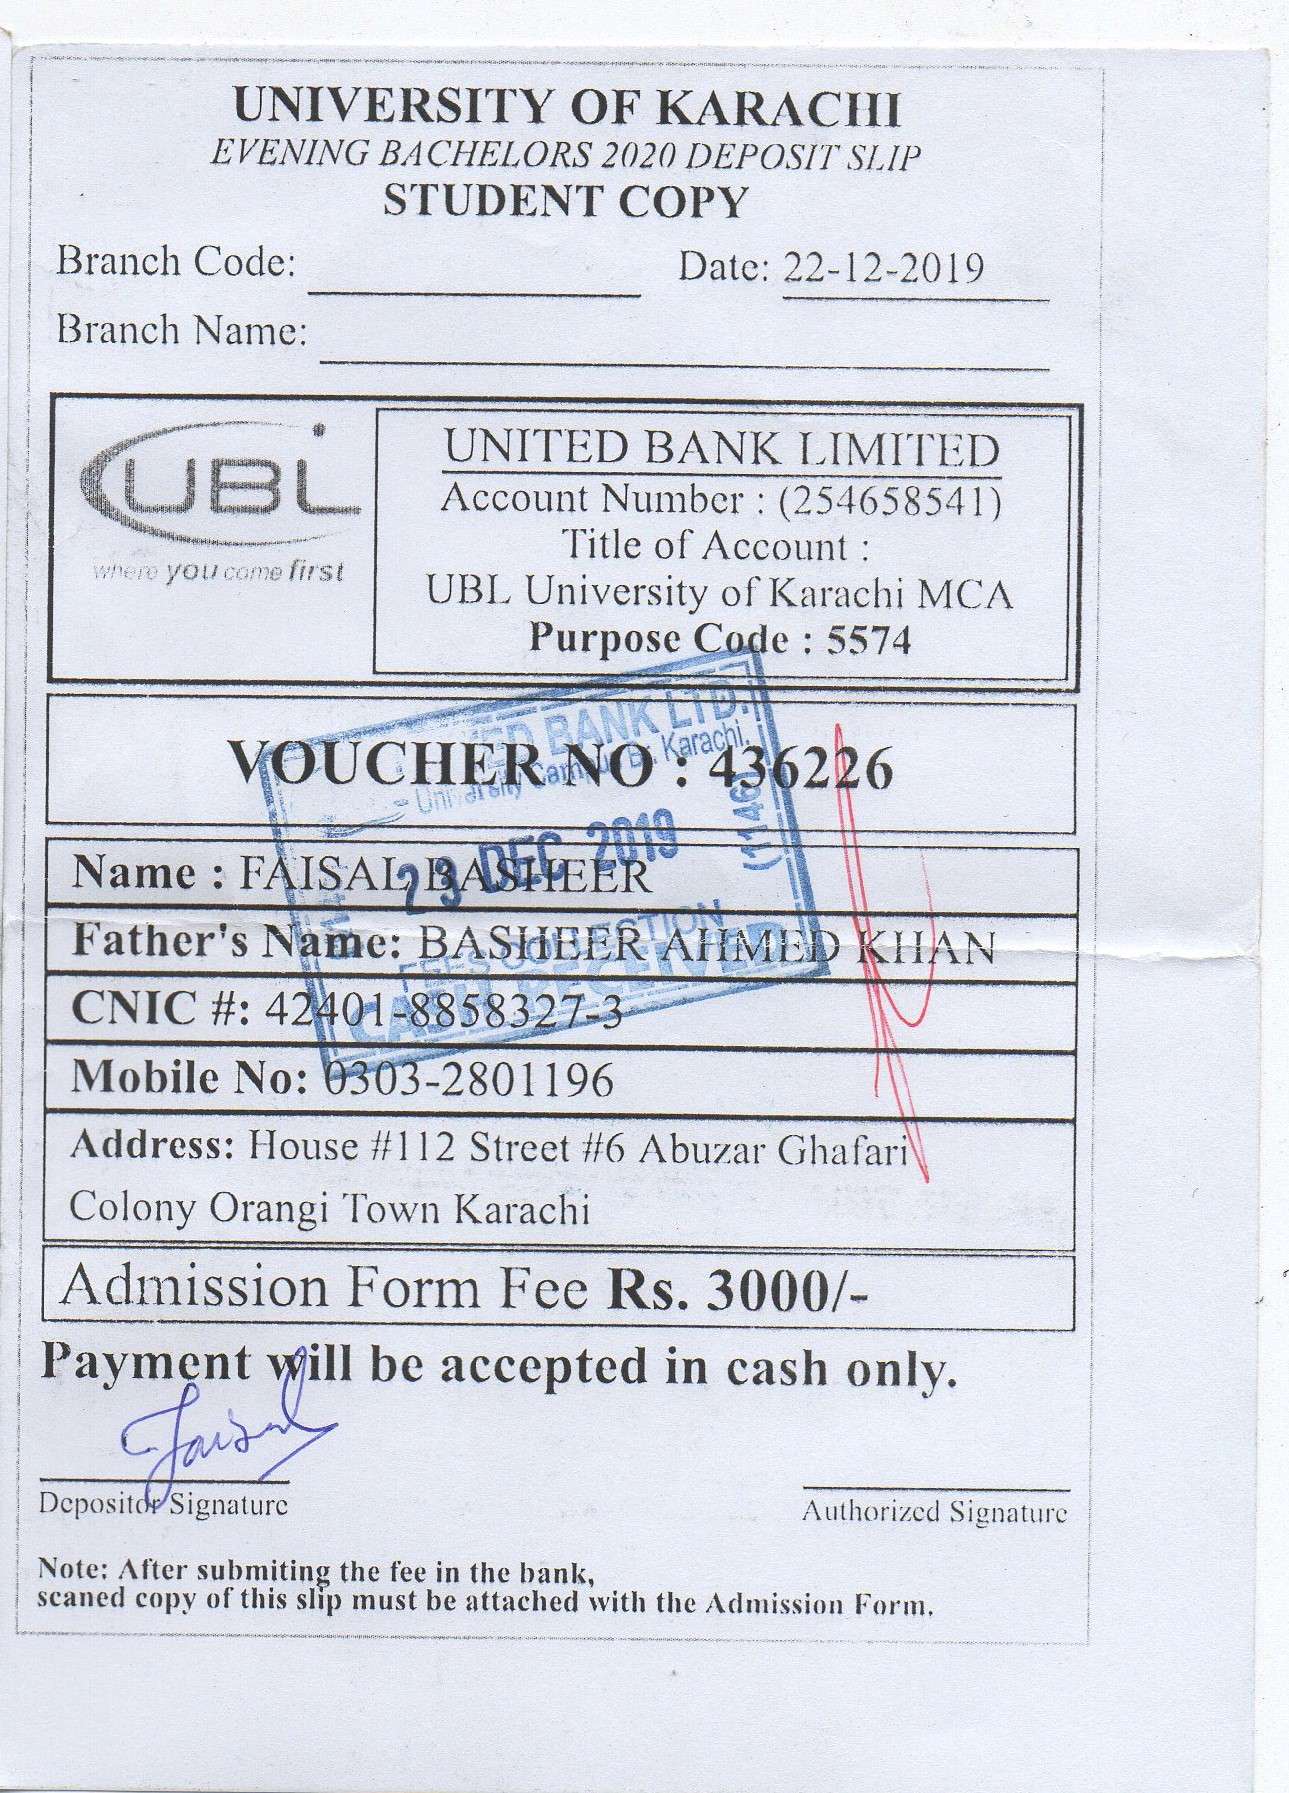 UNIVERSITY OF KARACHI
EVENING BACHELORS 2020 DEPOSIT SLIP
STUDENT COPY
Branch Code:
Date: 22-12-2019
Branch Name:
UBL
where you come first
UNITED BANK LIMITED
Account Number : (254658541)
Title of Account :
UBL University of Karachi MCA
Purpose Code : 5574
UNITED BANK LTD.
University Campus Br. Karachi.
VOUCHER NO : 436226
(1146)
23 DEC 2019
Name : FAISAL BASHEER
FEES COLLECTION
Father's Name: BASHEER AHMED KHAN
CASH RECEIVED
CNIC #: 42401-8858327-3
Mobile No: 0303-2801196
Address: House #112 Street #6 Abuzar Ghafari
Colony Orangi Town Karachi
Admission Form Fee Rs. 3000/-
Payment will be accepted in cash only.
Faisal
Depositor Signature
Authorized Signature
Note: After submiting the fee in the bank,
scaned copy of this slip must be attached with the Admission Form.